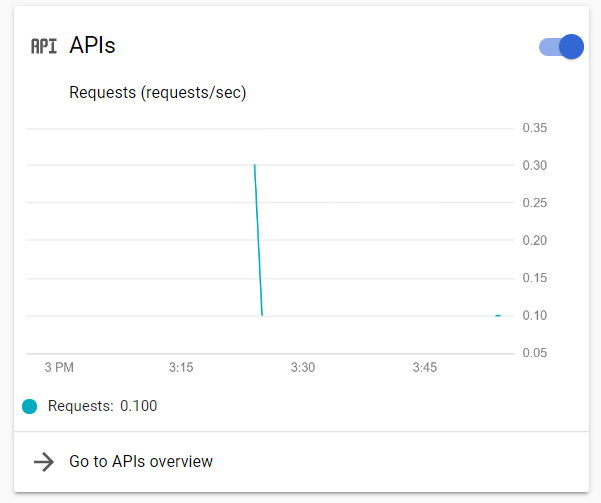 API APIs
Requests (requests/sec)
0.35
0.30
0.25
0.20
0.15
0.10
0.05
3 PM 3:15 3:30 3:45
Requests: 0.100
Go to APIs overview